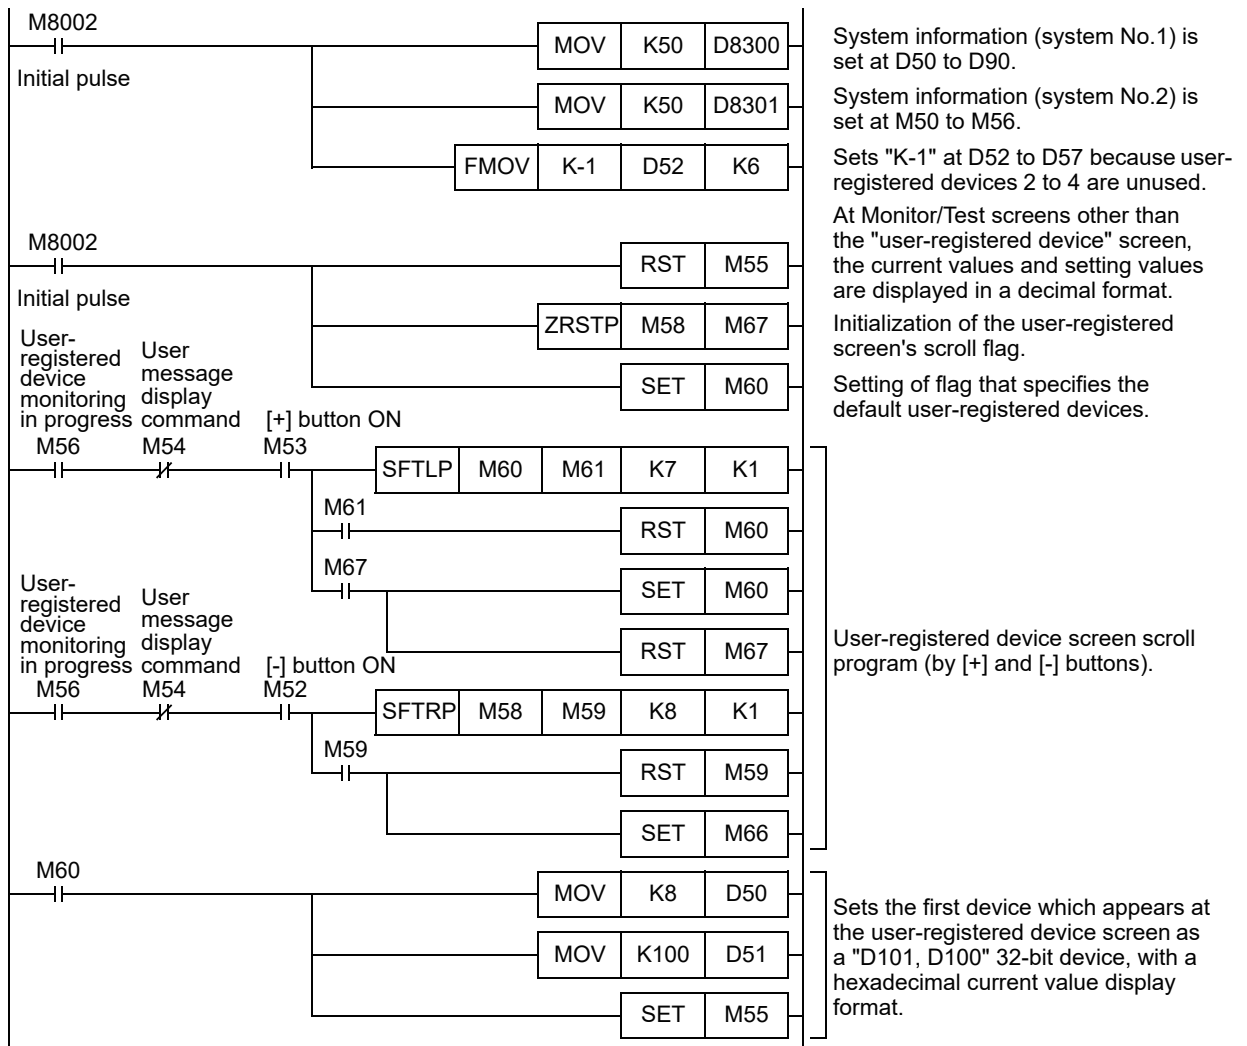 M8002
MOV K50 D8300
Initial pulse
System information (system No.1) is
set at D50 to D90.
MOV K50 D8301
System information (system No.2) is
set at M50 to M56.
FMOV K-1 D52 K6
Sets "K-1" at D52 to D57 because user-
registered devices 2 to 4 are unused.
M8002
RST M55
Initial pulse
At Monitor/Test screens other than
the "user-registered device" screen,
the current values and setting values
are displayed in a decimal format.
ZRSTP M58 M67
Initialization of the user-registered
screen's scroll flag.
SET M60
Setting of flag that specifies the
default user-registered devices.
User-
registered
device
monitoring
in progress
User
message
display
command
[+] button ON
M56 M54 M53
SFTLP M60 M61 K7 K1
M61
RST M60
M67
SET M60
RST M67
User-registered device screen scroll
program (by [+] and [-] buttons).
User-
registered
device
monitoring
in progress
User
message
display
command
[-] button ON
M56 M54 M52
SFTRP M58 M59 K8 K1
M59
RST M59
SET M66
M60
MOV K8 D50
MOV K100 D51
SET M55
Sets the first device which appears at
the user-registered device screen as
a "D101, D100" 32-bit device, with a
hexadecimal current value display
format.